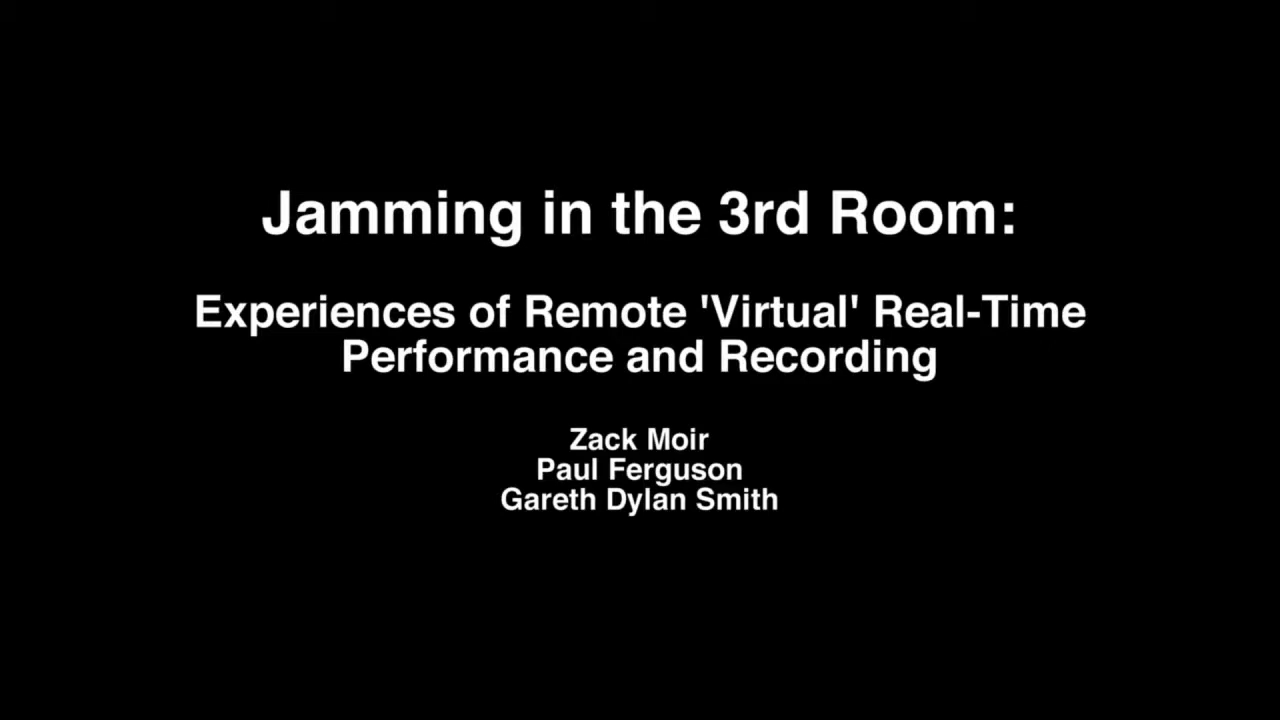 Jamming in the 3rd Room:
Experiences of Remote 'Virtual' Real-Time
Performance and Recording
Zack Moir
Paul Ferguson
Gareth Dylan Smith